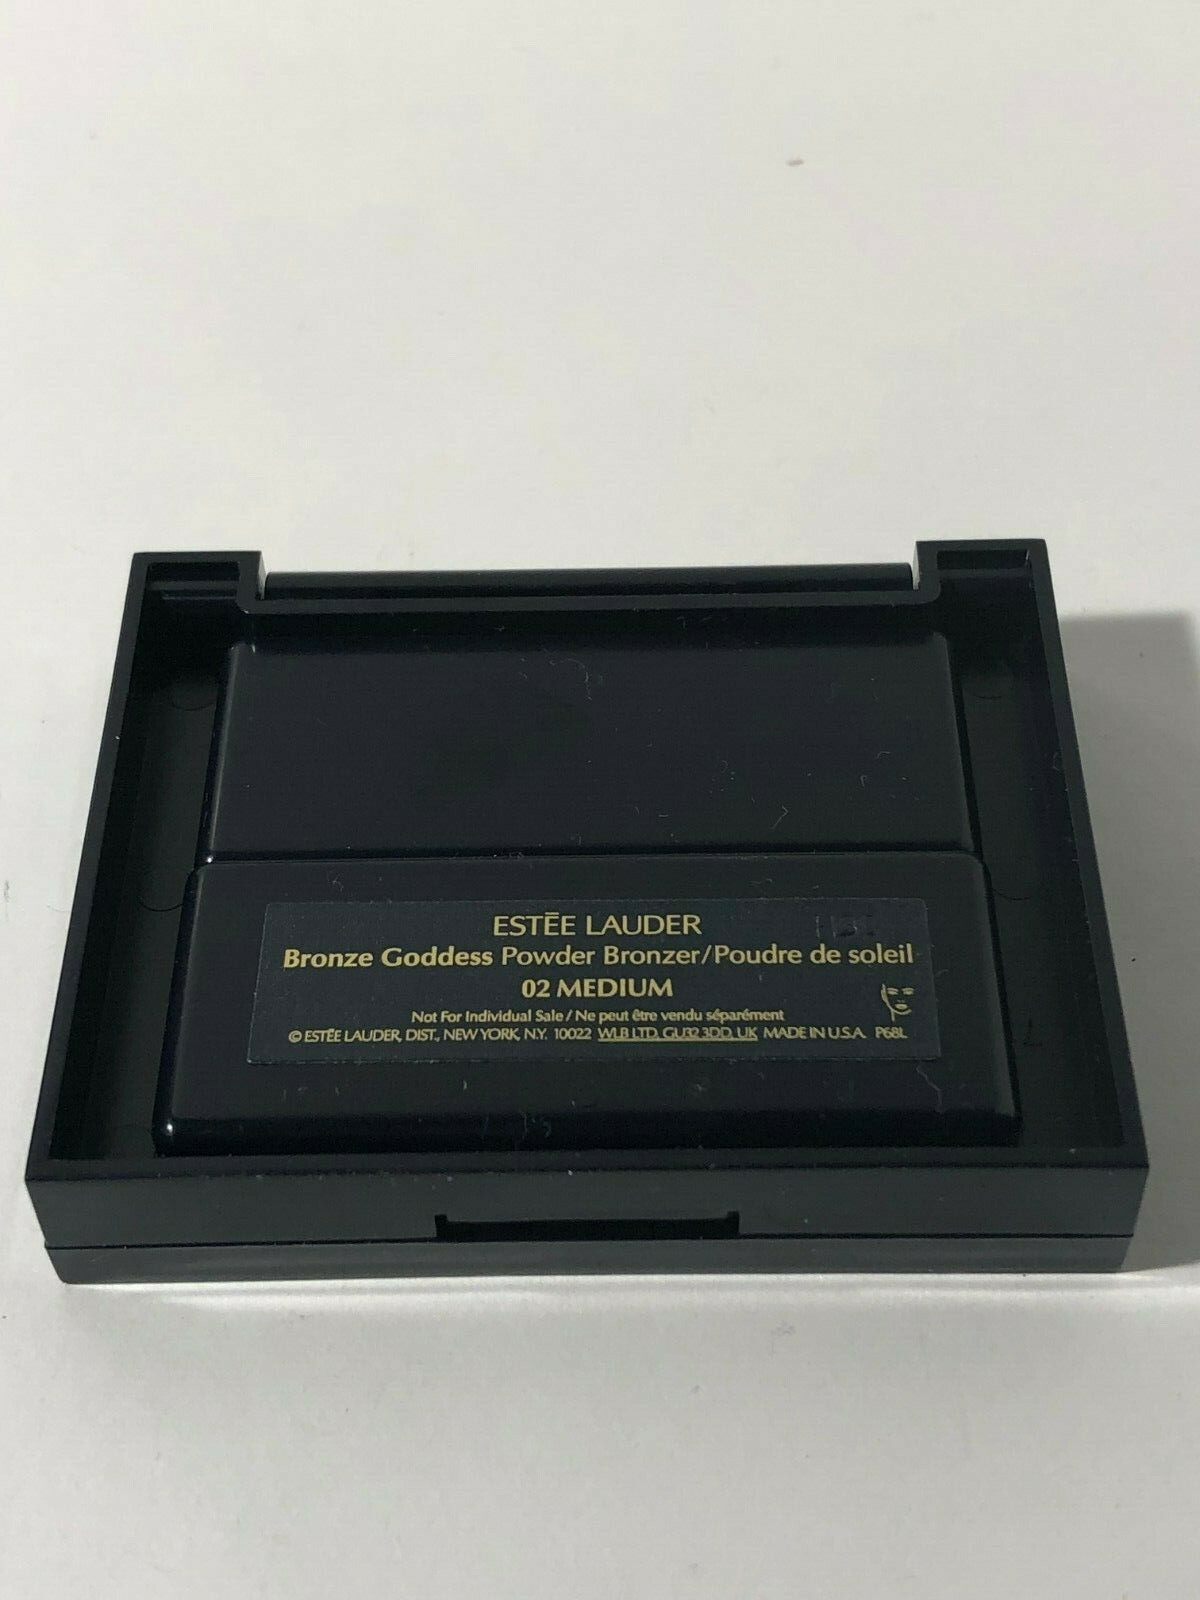 ESTĒE LAUDER
Bronze Goddess Powder Bronzer/Poudre de soleil
02 MEDIUM
Not For Individual Sale / Ne peut être vendu séparément
© ESTĒE LAUDER, DIST., NEW YORK, N.Y. 10022 WLB LTD, GU32 3DD, UK MADE IN U.S.A. P68L